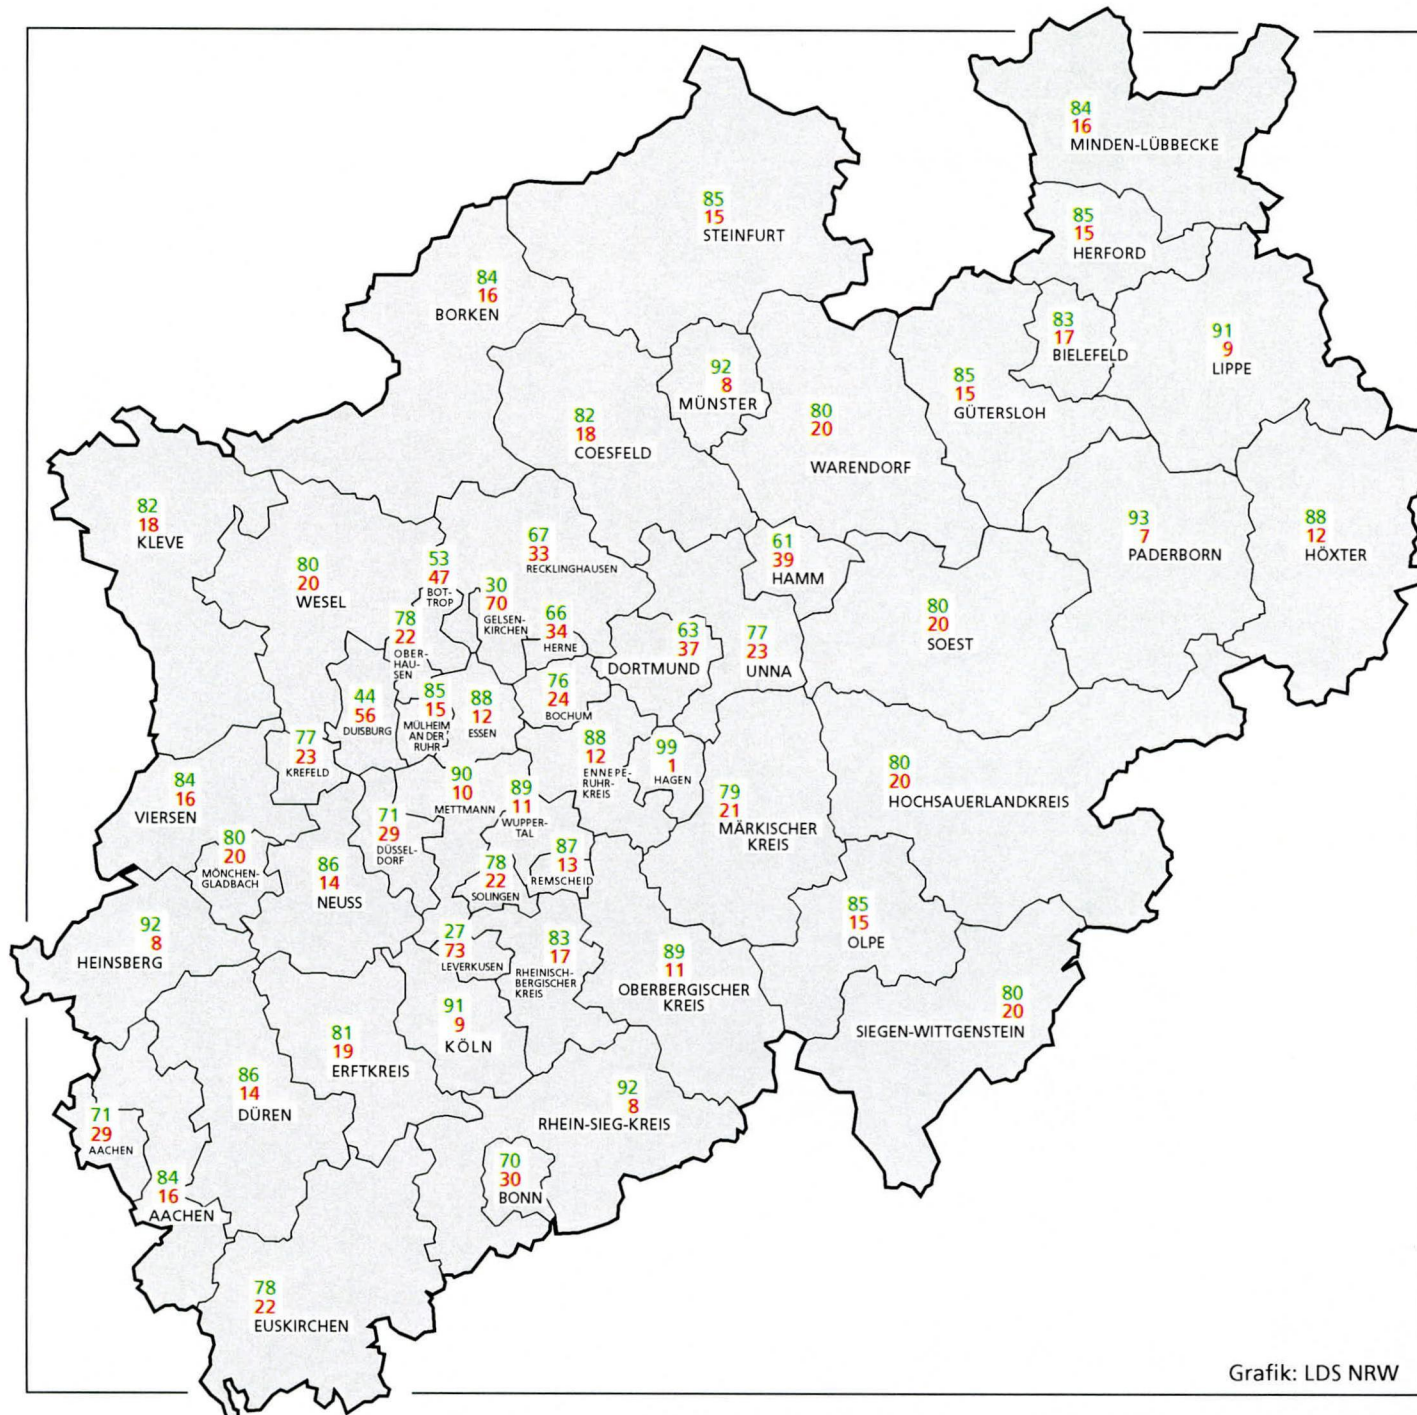 84
16
MINDEN-LÜBBECKE
85
15
STEINFURT
85
15
HERFORD
84
16
BORKEN
83
17
BIELEFELD
91
9
LIPPE
92
8
MÜNSTER
85
15
GÜTERSLOH
82
18
COESFELD
80
20
WARENDORF
82
18
KLEVE
67
33
RECKLINGHAUSEN
61
39
HAMM
93
7
PADERBORN
88
12
HÖXTER
80
20
WESEL
53
47
BOT-
TROP
30
70
GELSEN-
KIRCHEN
78
22
OBER-
HAU-
SEN
66
34
HERNE
63
37
DORTMUND
77
23
UNNA
80
20
SOEST
44
56
DUISBURG
85
15
MÜLHEIM
AN DER
RUHR
88
12
ESSEN
76
24
BOCHUM
77
23
KREFELD
88
12
ENNEPE-
RUHR-
KREIS
99
1
HAGEN
84
16
VIERSEN
90
10
METTMANN
89
11
WUPPER-
TAL
79
21
MÄRKISCHER
KREIS
80
20
HOCHSAUERLANDKREIS
80
20
MÖNCHEN-
GLADBACH
71
29
DÜSSEL-
DORF
86
14
NEUSS
78
22
SOLINGEN
87
13
REMSCHEID
92
8
HEINSBERG
27
73
LEVERKUSEN
83
17
RHEINISCH-
BERGISCHER
KREIS
89
11
OBERBERGISCHER
KREIS
85
15
OLPE
80
20
SIEGEN-WITTGENSTEIN
81
19
ERFTKREIS
91
9
KÖLN
86
14
DÜREN
92
8
RHEIN-SIEG-KREIS
71
29
AACHEN
84
16
AACHEN
70
30
BONN
78
22
EUSKIRCHEN
Grafik: LDS NRW